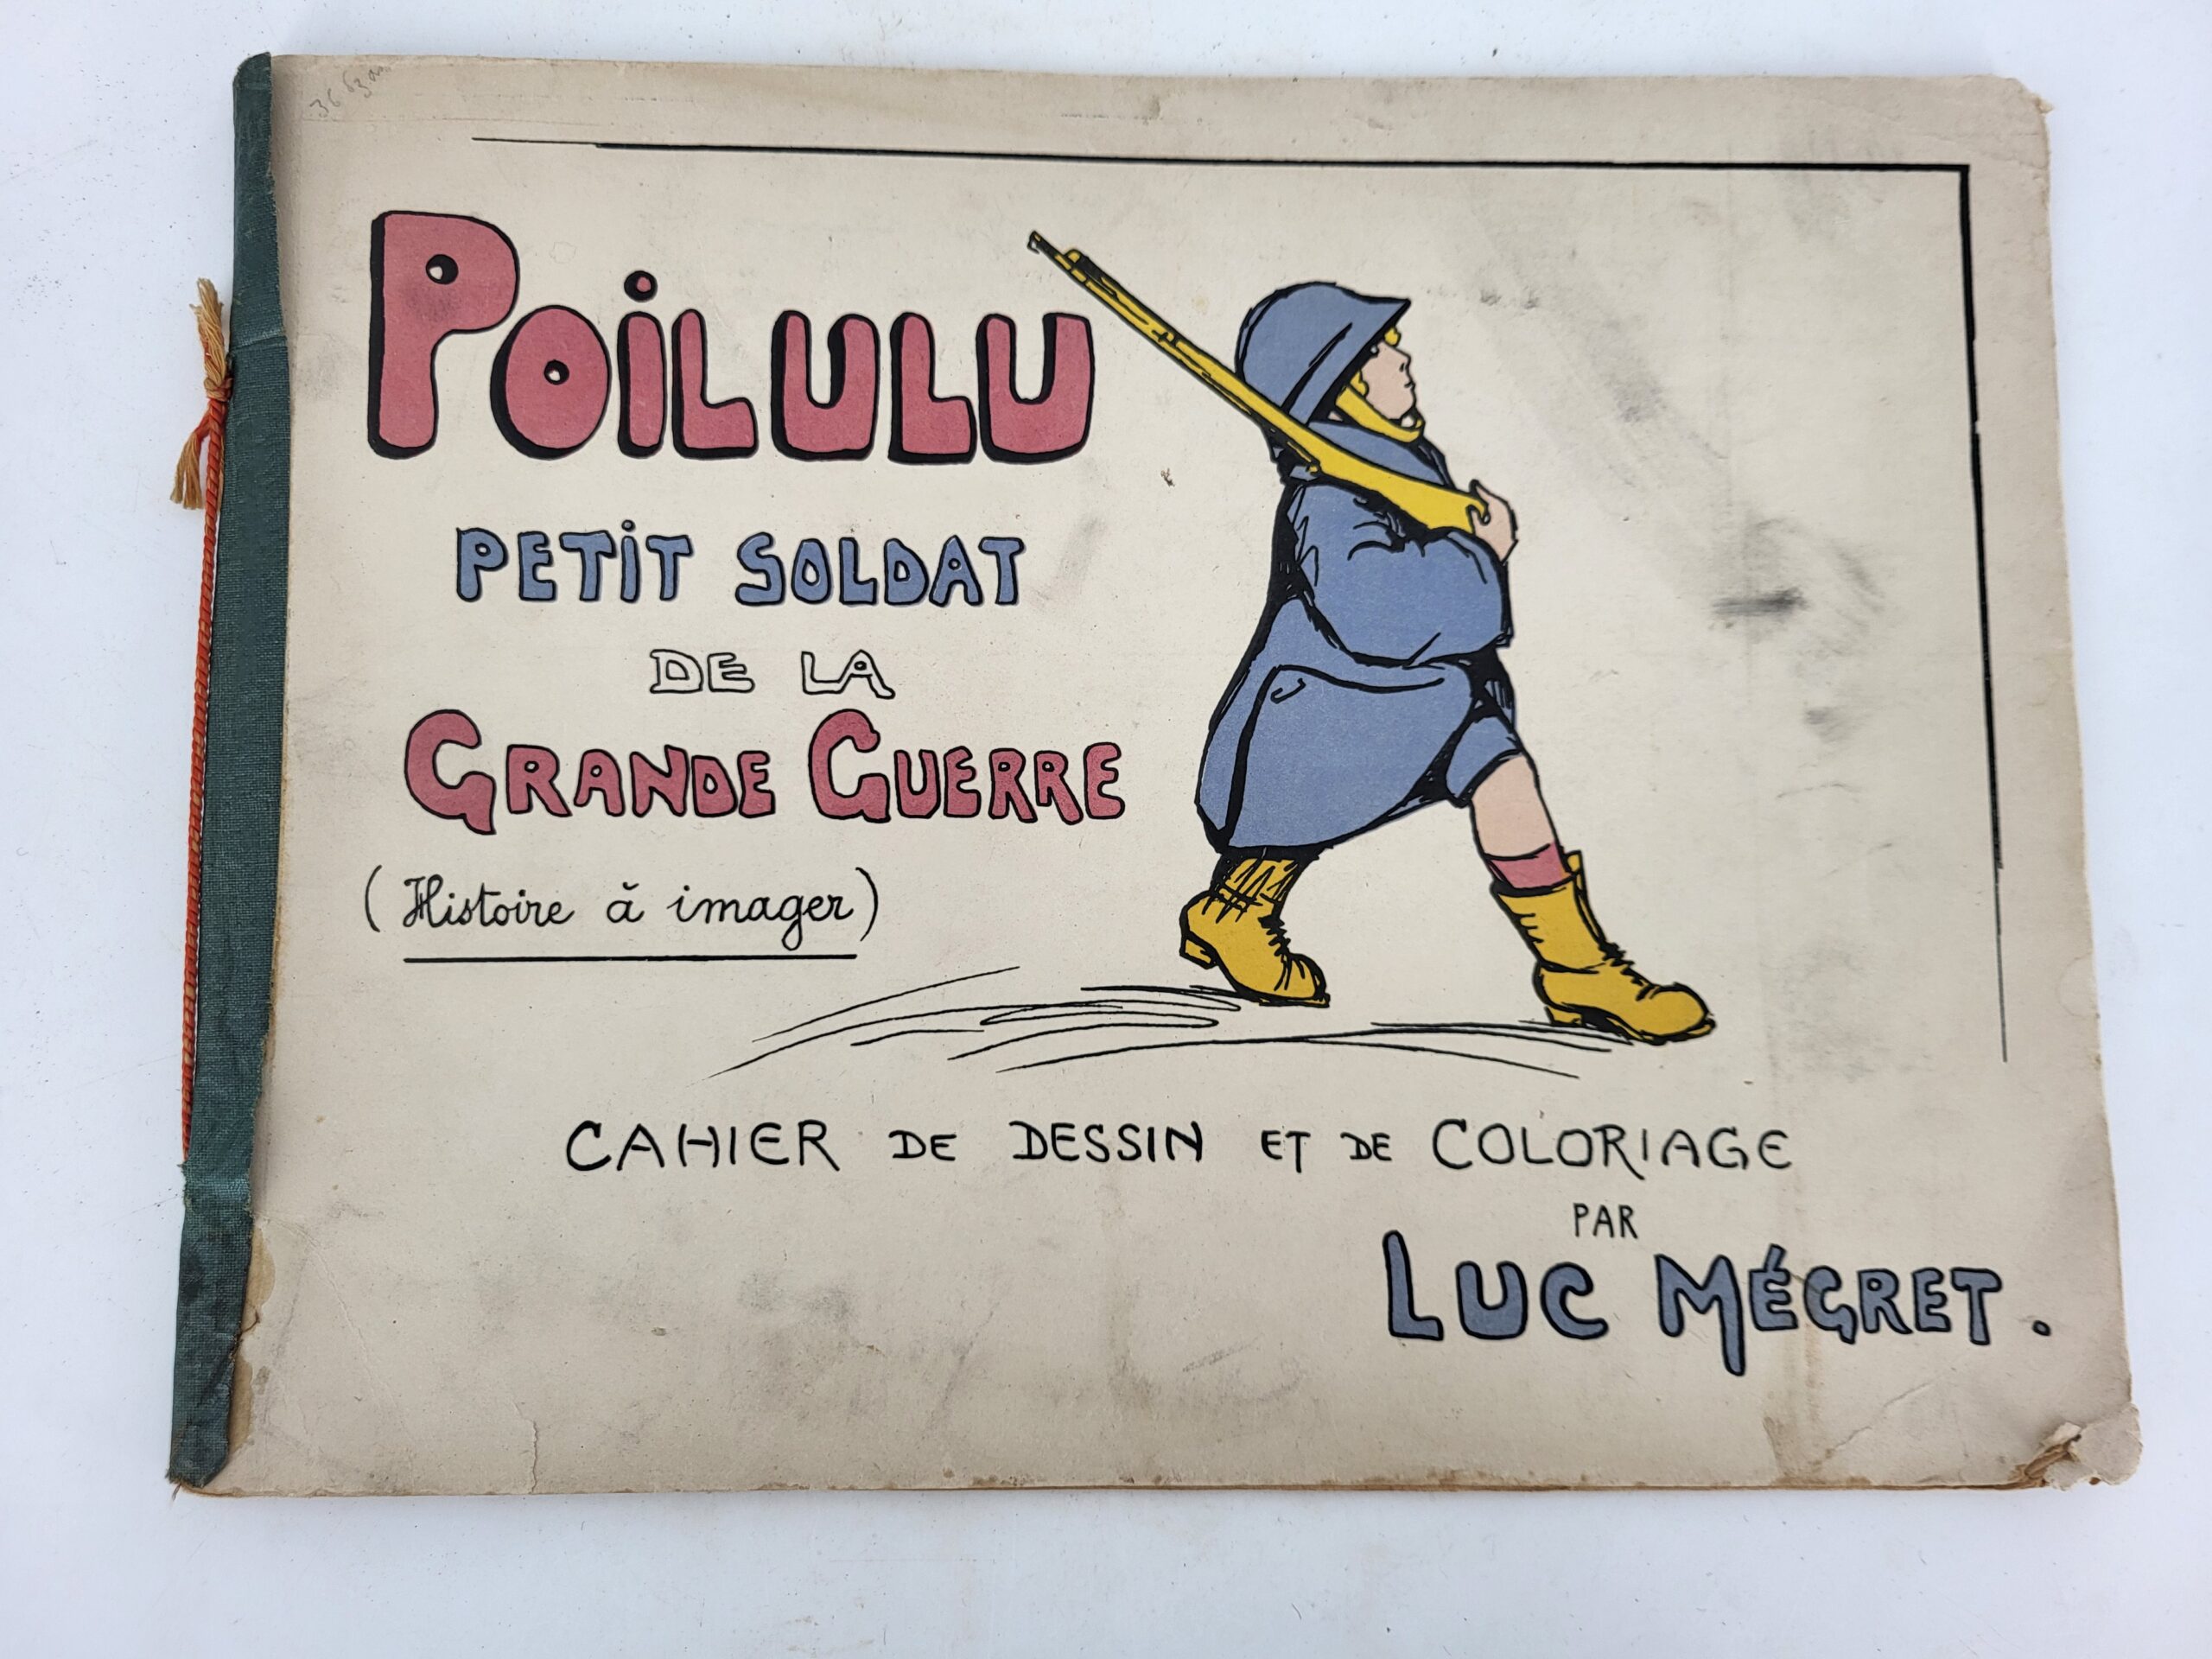 POILULU
PETIT SOLDAT
DE LA
GRANDE GUERRE
(Histoire à imager)
CAHIER DE DESSIN ET DE COLORIAGE
PAR
LUC MÉGRET.